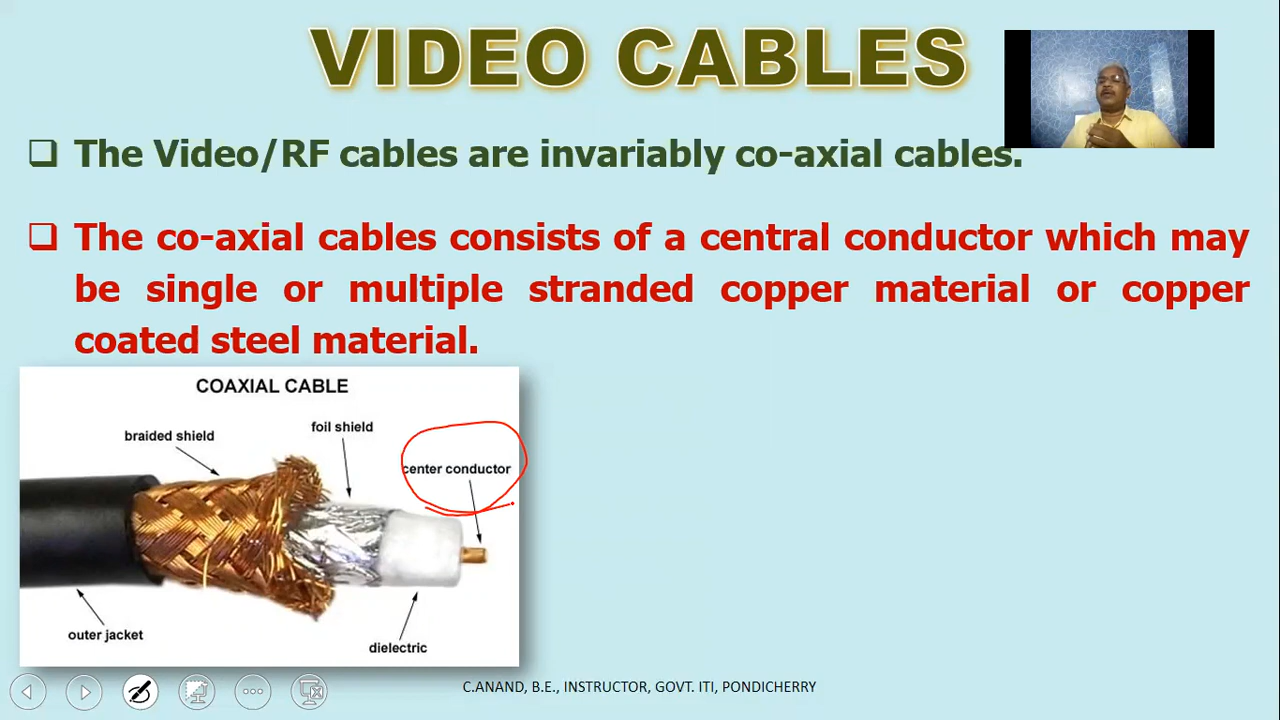 VIDEO CABLES
❑ The Video/RF cables are invariably co-axial cables.
❑ The co-axial cables consists of a central conductor which may
be single or multiple stranded copper material or copper
coated steel material.
COAXIAL CABLE
foil shield
braided shield
center conductor
outer jacket
dielectric
C.ANAND, B.E., INSTRUCTOR, GOVT. ITI, PONDICHERRY